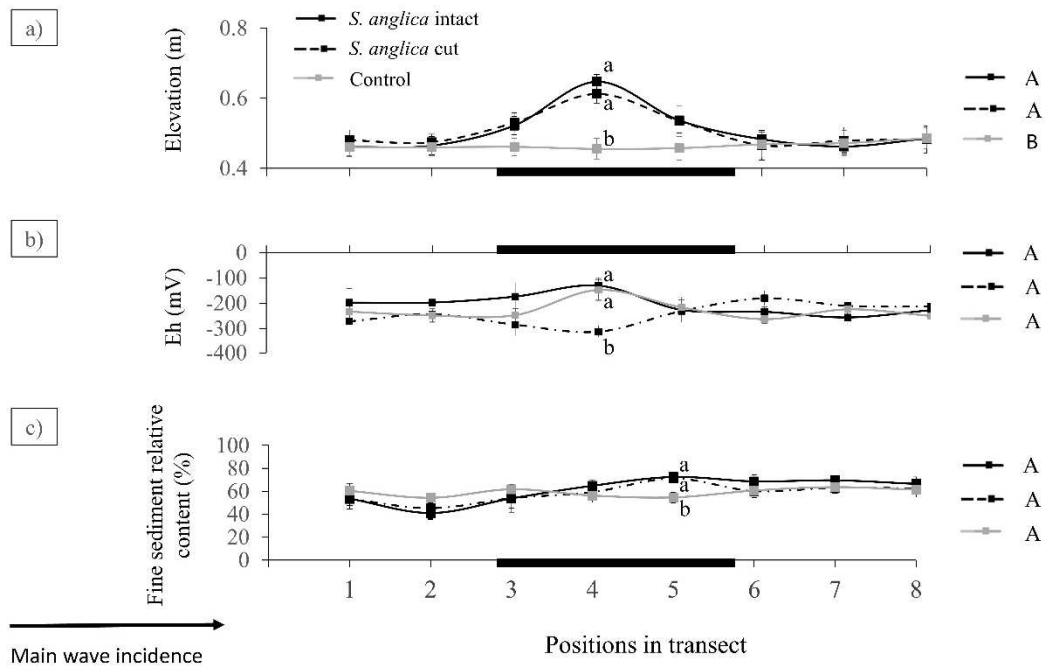 a)
S. anglica intact
S. anglica cut
Control
Elevation (m)
0.8
0.6
0.4
a
a
b
A
A
B
b)
Eh (mV)
0
-100
-200
-300
-400
a
a
b
A
A
A
c)
Fine sediment relative
content (%)
100
80
60
40
20
0
a
a
b
A
A
A
1 2 3 4 5 6 7 8
Positions in transect
Main wave incidence